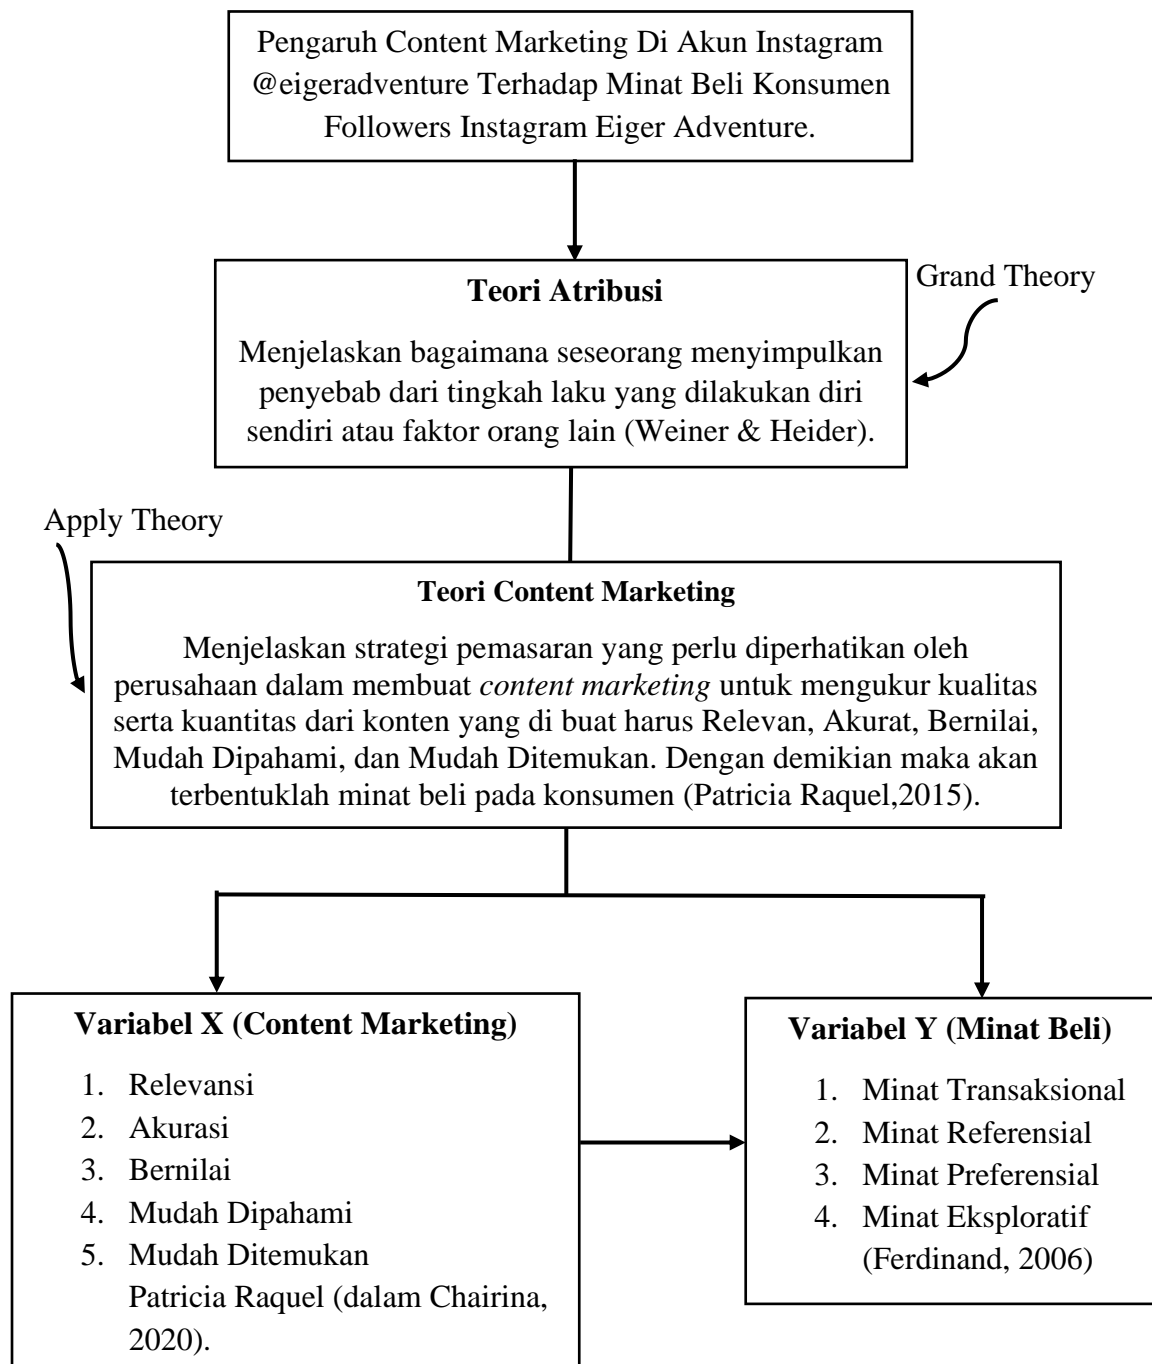 Pengaruh Content Marketing Di Akun Instagram
@eigeradventure Terhadap Minat Beli Konsumen
Followers Instagram Eiger Adventure.
Teori Atribusi
Grand Theory
Menjelaskan bagaimana seseorang menyimpulkan
penyebab dari tingkah laku yang dilakukan diri
sendiri atau faktor orang lain (Weiner & Heider).
Apply Theory
Teori Content Marketing
Menjelaskan strategi pemasaran yang perlu diperhatikan oleh
perusahaan dalam membuat content marketing untuk mengukur kualitas
serta kuantitas dari konten yang di buat harus Relevan, Akurat, Bernilai,
Mudah Dipahami, dan Mudah Ditemukan. Dengan demikian maka akan
terbentuklah minat beli pada konsumen (Patricia Raquel,2015).
Variabel X (Content Marketing)
1. Relevansi
2. Akurasi
3. Bernilai
4. Mudah Dipahami
5. Mudah Ditemukan
Patricia Raquel (dalam Chairina,
2020).
Variabel Y (Minat Beli)
1. Minat Transaksional
2. Minat Referensial
3. Minat Preferensial
4. Minat Eksploratif
(Ferdinand, 2006)